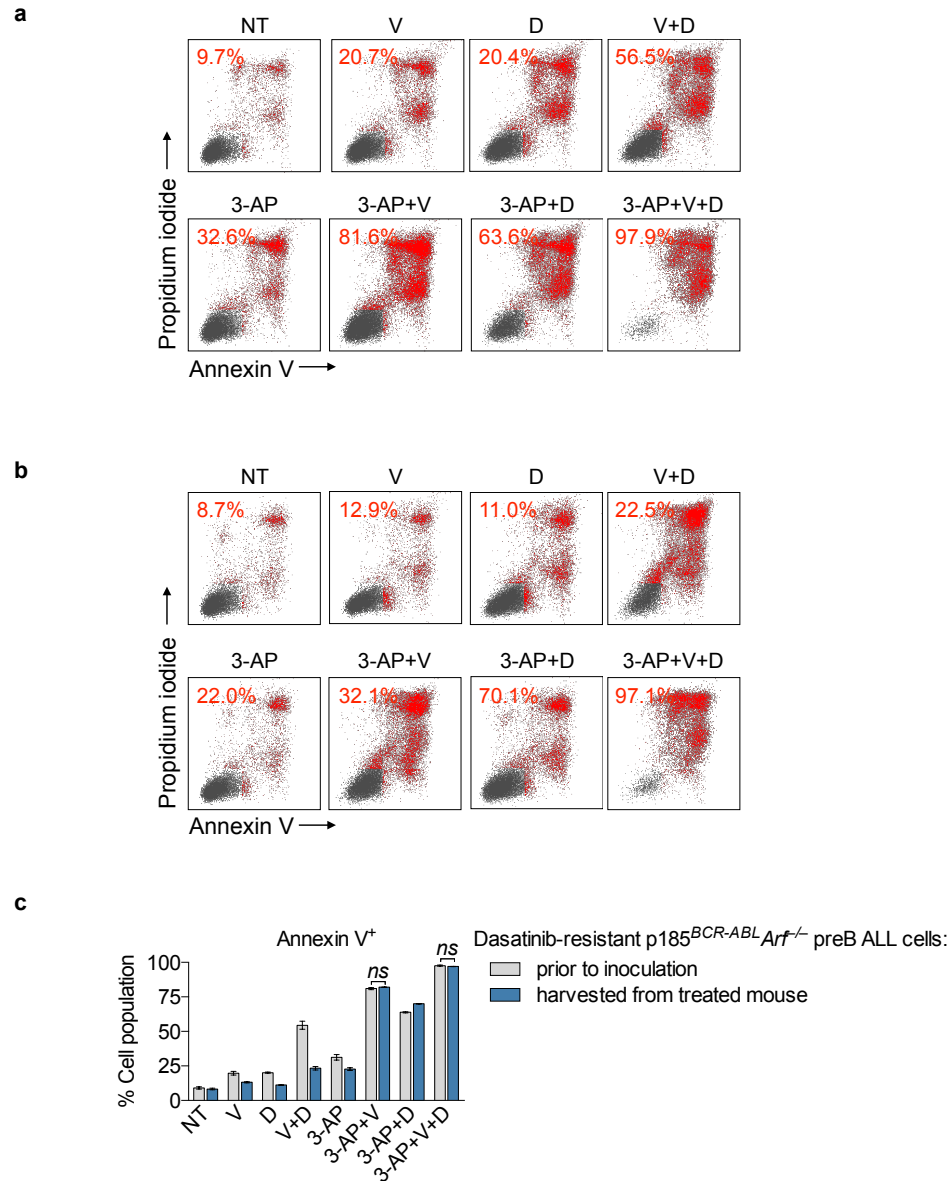 a
NT V D V+D
9.7% 20.7% 20.4% 56.5%
3-AP 3-AP+V 3-AP+D 3-AP+V+D
32.6% 81.6% 63.6% 97.9%
Propidium iodide
Annexin V
b
NT V D V+D
8.7% 12.9% 11.0% 22.5%
3-AP 3-AP+V 3-AP+D 3-AP+V+D
22.0% 32.1% 70.1% 97.1%
Propidium iodide
Annexin V
c
Annexin V+
% Cell population
100
75
50
25
0
ns ns
NT V D V+D 3-AP 3-AP+V 3-AP+D 3-AP+V+D
Dasatinib-resistant p185BCR-ABLArf–/– preB ALL cells:
prior to inoculation
harvested from treated mouse